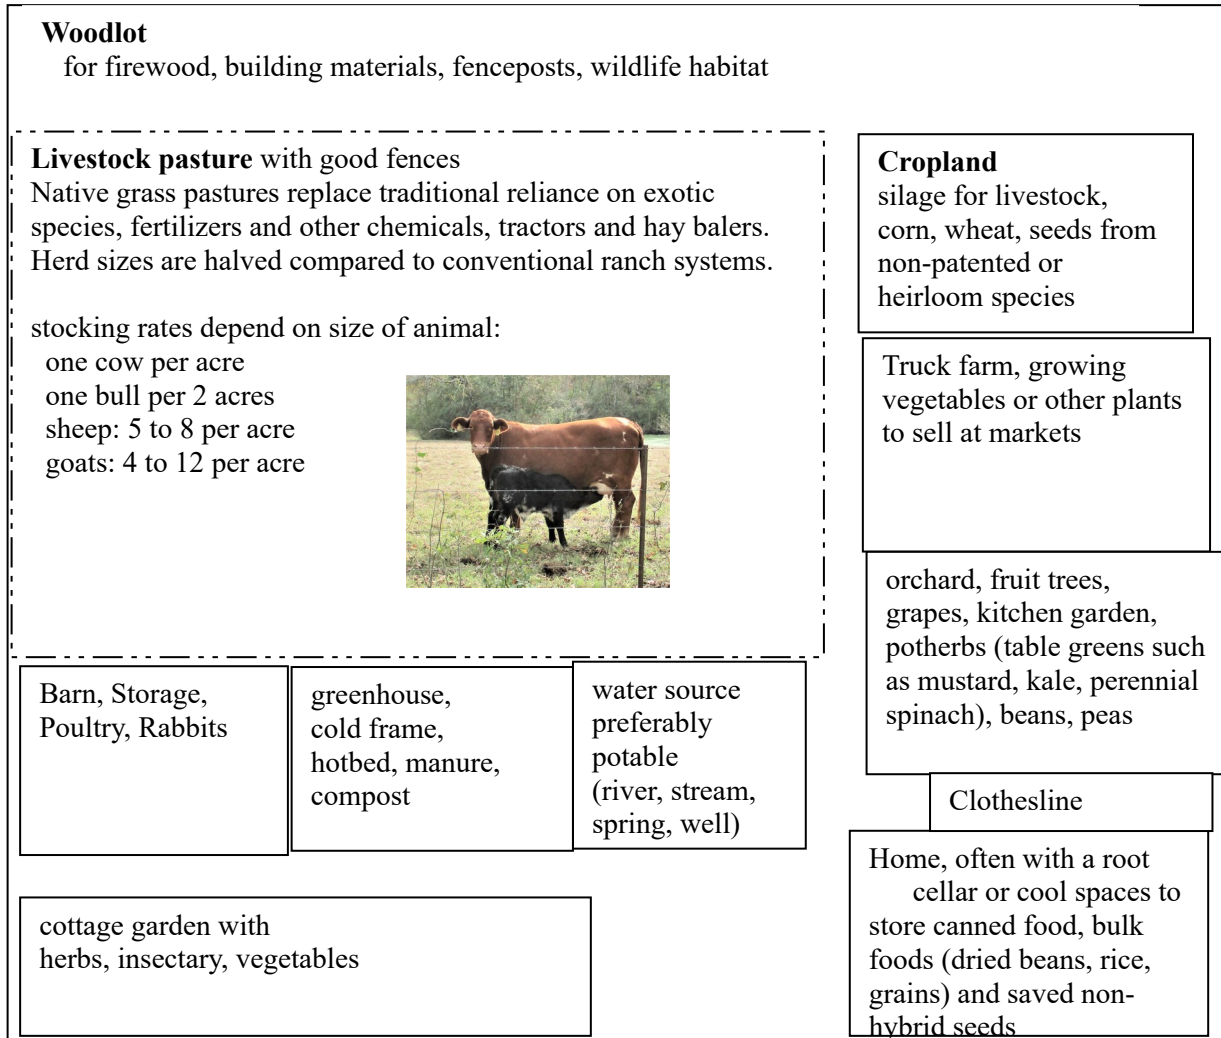 Woodlot
for firewood, building materials, fenceposts, wildlife habitat
Livestock pasture with good fences
Native grass pastures replace traditional reliance on exotic
species, fertilizers and other chemicals, tractors and hay balers.
Herd sizes are halved compared to conventional ranch systems.
stocking rates depend on size of animal:
one cow per acre
one bull per 2 acres
sheep: 5 to 8 per acre
goats: 4 to 12 per acre
Cropland
silage for livestock,
corn, wheat, seeds from
non-patented or
heirloom species
Truck farm, growing
vegetables or other plants
to sell at markets
orchard, fruit trees,
grapes, kitchen garden,
potherbs (table greens such
as mustard, kale, perennial
spinach), beans, peas
Barn, Storage,
Poultry, Rabbits
greenhouse,
cold frame,
hotbed, manure,
compost
water source
preferably
potable
(river, stream,
spring, well)
Clothesline
Home, often with a root
cellar or cool spaces to
store canned food, bulk
foods (dried beans, rice,
grains) and saved non-
hybrid seeds
cottage garden with
herbs, insectary, vegetables